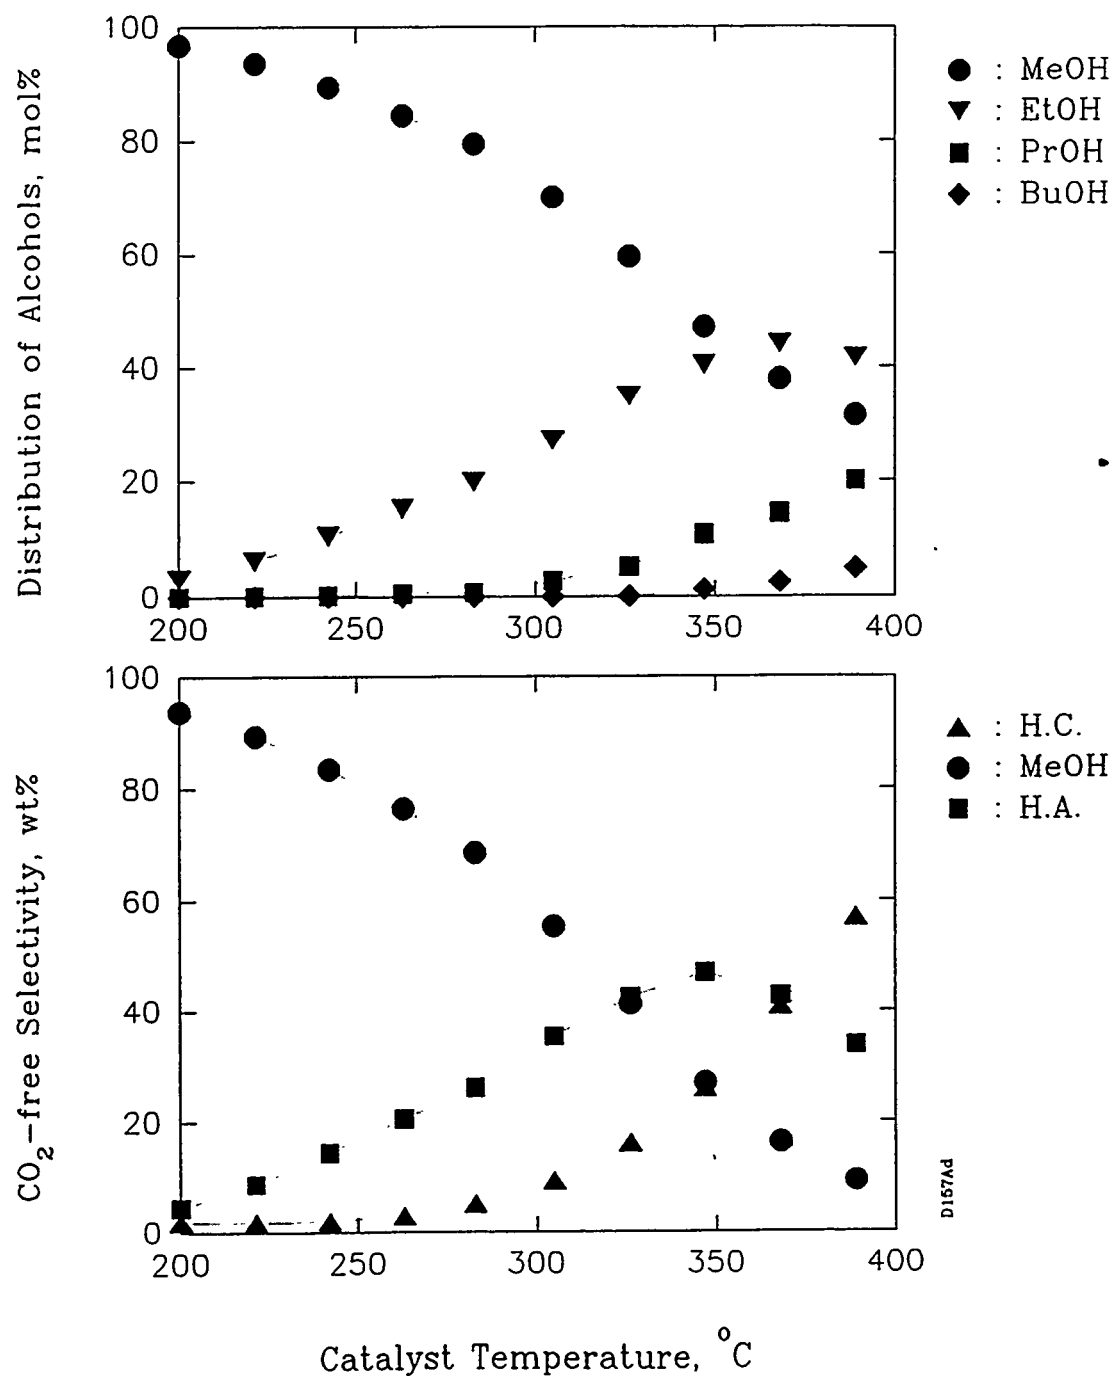 Distribution of Alcohols, mol%
100
80
60
40
20
0
200
250
300
350
400
● : MeOH
▼ : EtOH
■ : PrOH
◆ : BuOH
CO₂-free Selectivity, wt%
100
80
60
40
20
0
200
250
300
350
400
▲ : H.C.
● : MeOH
■ : H.A.
D157Ad
Catalyst Temperature, °C